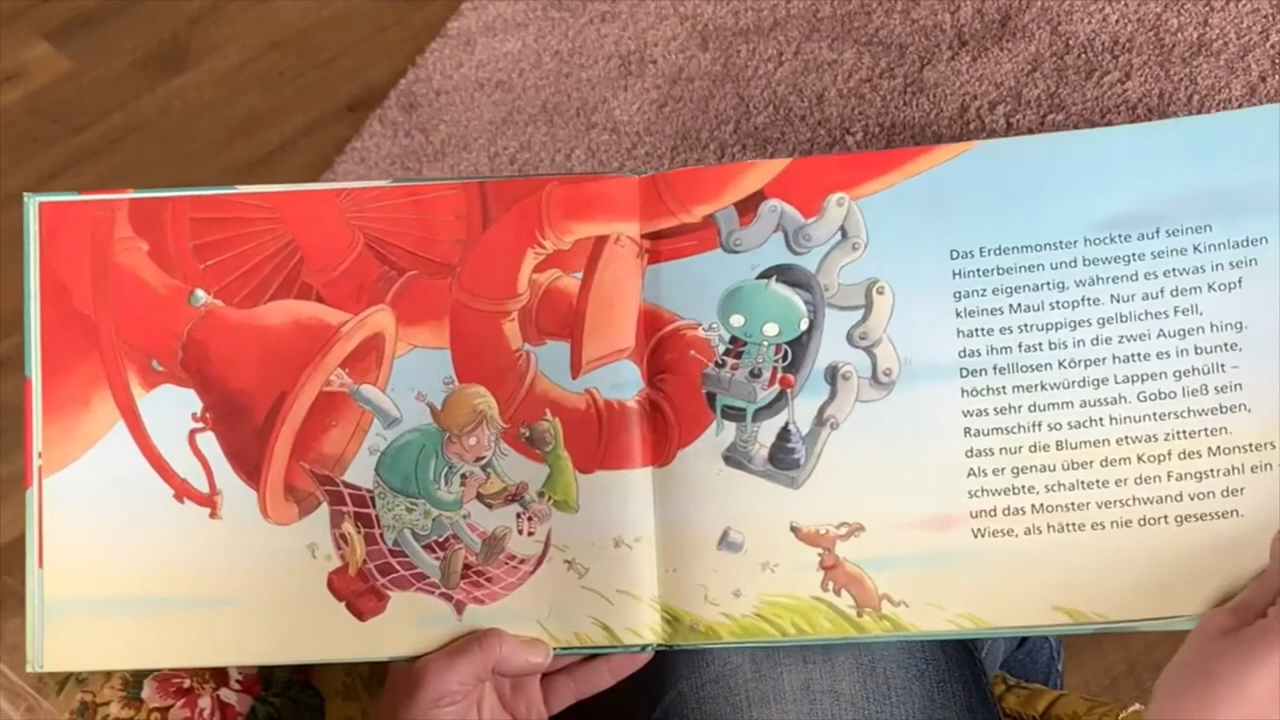 Das Erdenmonster hockte auf seinen
Hinterbeinen und bewegte seine Kinnladen
ganz eigenartig, während es etwas in sein
kleines Maul stopfte. Nur auf dem Kopf
hatte es struppiges gelbliches Fell,
das ihm fast bis in die zwei Augen hing.
Den felllosen Körper hatte es in bunte,
höchst merkwürdige Lappen gehüllt –
was sehr dumm aussah. Gobo ließ sein
Raumschiff so sacht hinunterschweben,
dass nur die Blumen etwas zitterten.
Als er genau über dem Kopf des Monsters
schwebte, schaltete er den Fangstrahl ein
und das Monster verschwand von der
Wiese, als hätte es nie dort gesessen.